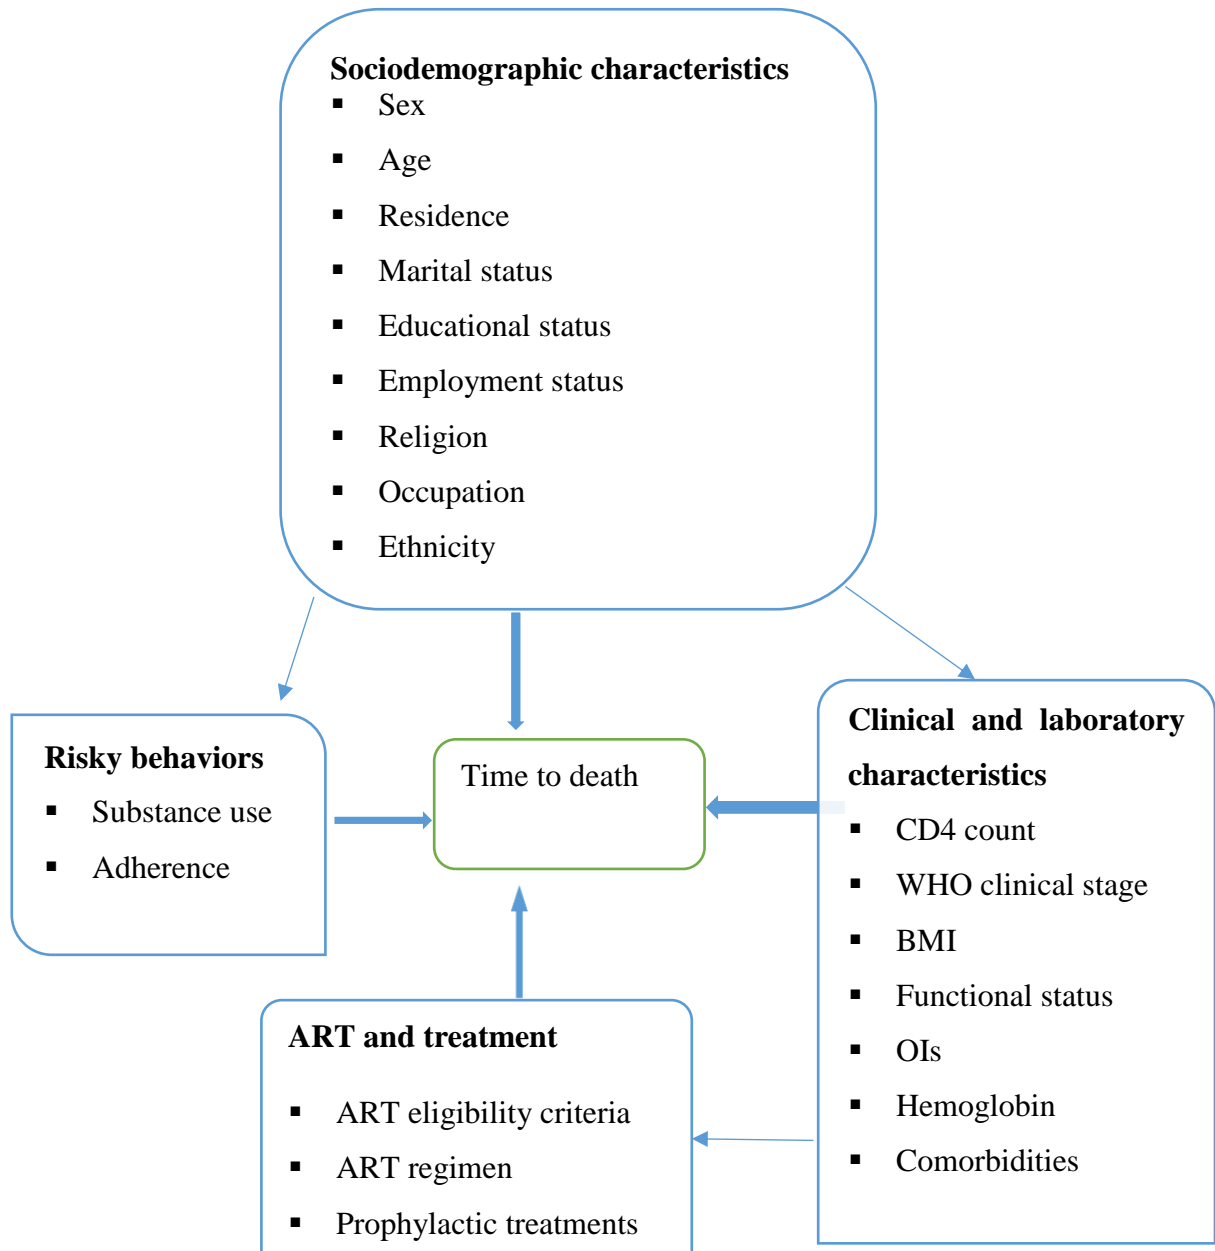 Sociodemographic characteristics
▪ Sex
▪ Age
▪ Residence
▪ Marital status
▪ Educational status
▪ Employment status
▪ Religion
▪ Occupation
▪ Ethnicity
Risky behaviors
▪ Substance use
▪ Adherence
Time to death
Clinical and laboratory
characteristics
▪ CD4 count
▪ WHO clinical stage
▪ BMI
▪ Functional status
▪ OIs
▪ Hemoglobin
▪ Comorbidities
ART and treatment
▪ ART eligibility criteria
▪ ART regimen
▪ Prophylactic treatments